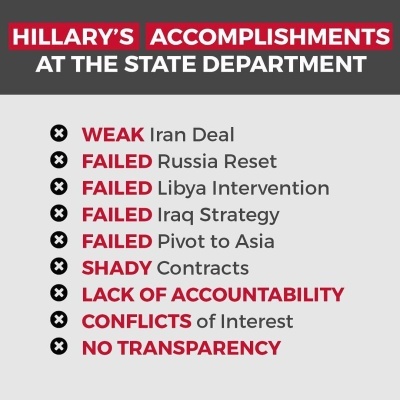 HILLARY'S ACCOMPLISHMENTS
AT THE STATE DEPARTMENT
WEAK Iran Deal
FAILED Russia Reset
FAILED Libya Intervention
FAILED Iraq Strategy
FAILED Pivot to Asia
SHADY Contracts
LACK OF ACCOUNTABILITY
CONFLICTS of Interest
NO TRANSPARENCY